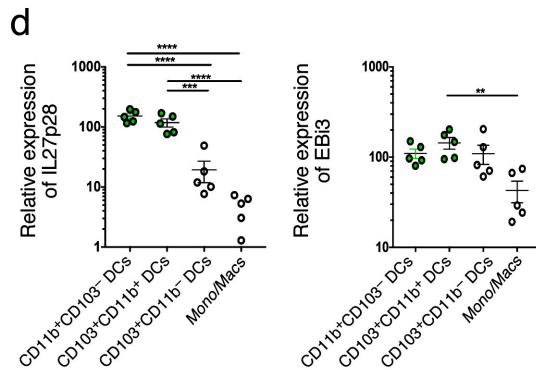 d
****
****
****
***
Relative expression
of IL27p28
1000
100
10
1
CD11b+CD103− DCs
CD103+CD11b+ DCs
CD103+CD11b− DCs
Mono/Macs
**
Relative expression
of EBi3
1000
100
10
CD11b+CD103− DCs
CD103+CD11b+ DCs
CD103+CD11b− DCs
Mono/Macs